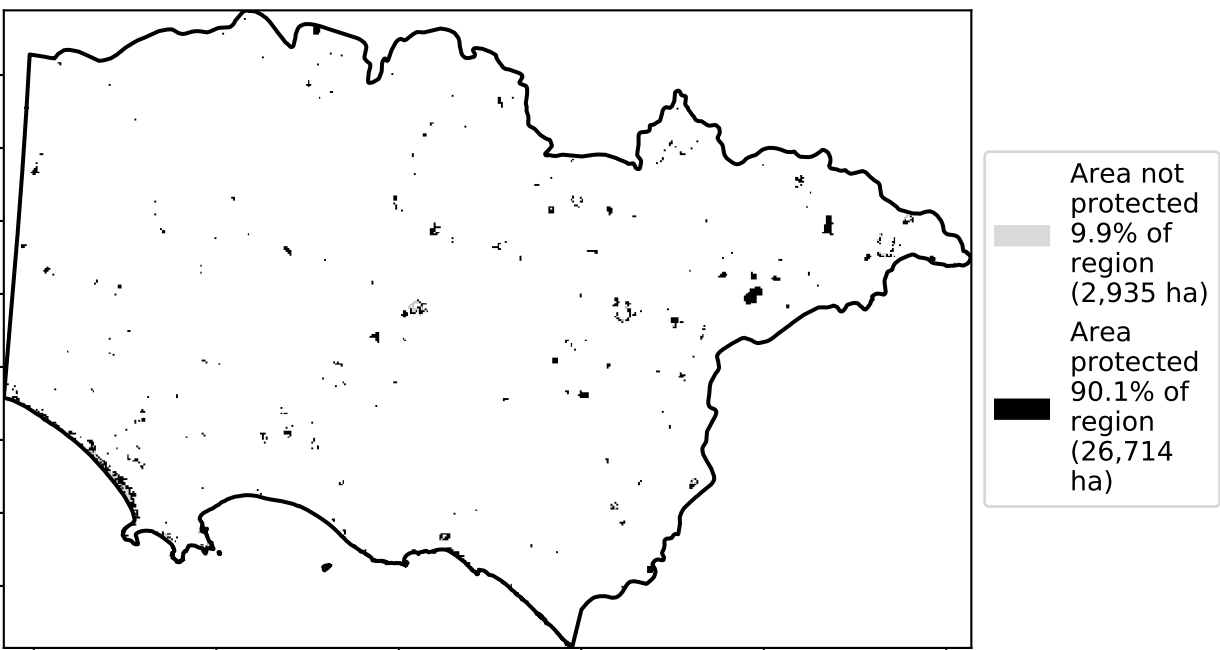 Area not
protected
9.9% of
region
(2,935 ha)
Area
protected
90.1% of
region
(26,714
ha)